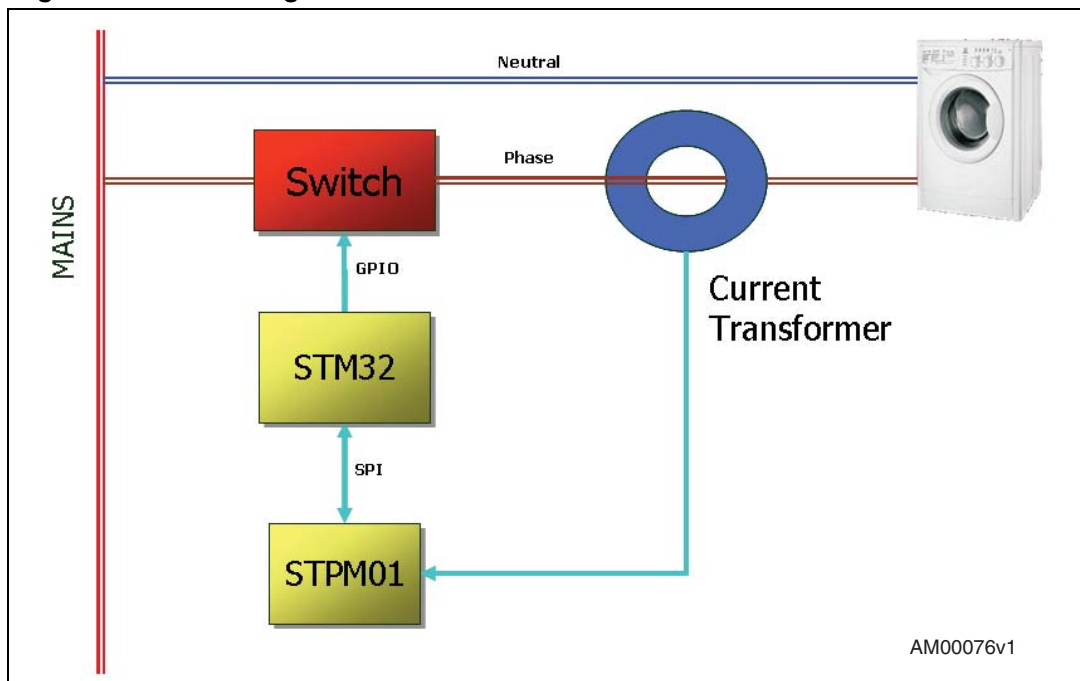 Neutral
Switch
Phase
MAINS
GPIO
Current
Transformer
STM32
SPI
STPM01
AM00076v1